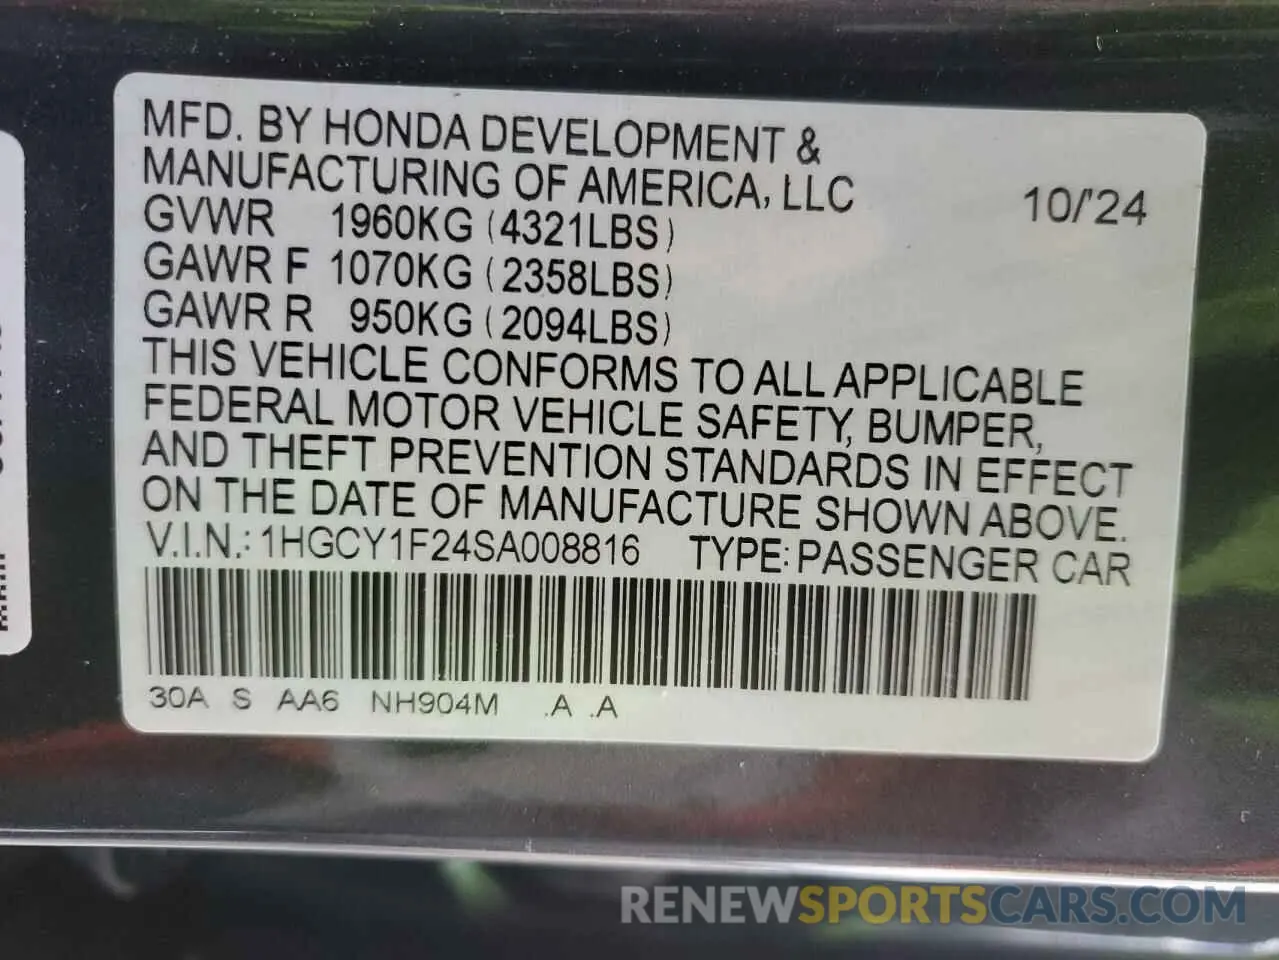 MFD. BY HONDA DEVELOPMENT &
MANUFACTURING OF AMERICA, LLC 10/'24
GVWR 1960KG (4321LBS)
GAWR F 1070KG (2358LBS)
GAWR R 950KG (2094LBS)
THIS VEHICLE CONFORMS TO ALL APPLICABLE
FEDERAL MOTOR VEHICLE SAFETY, BUMPER,
AND THEFT PREVENTION STANDARDS IN EFFECT
ON THE DATE OF MANUFACTURE SHOWN ABOVE.
V.I.N.: 1HGCY1F24SA008816 TYPE: PASSENGER CAR
30A S AA6 NH904M .A .A
RENEWSPORTSCARS.COM